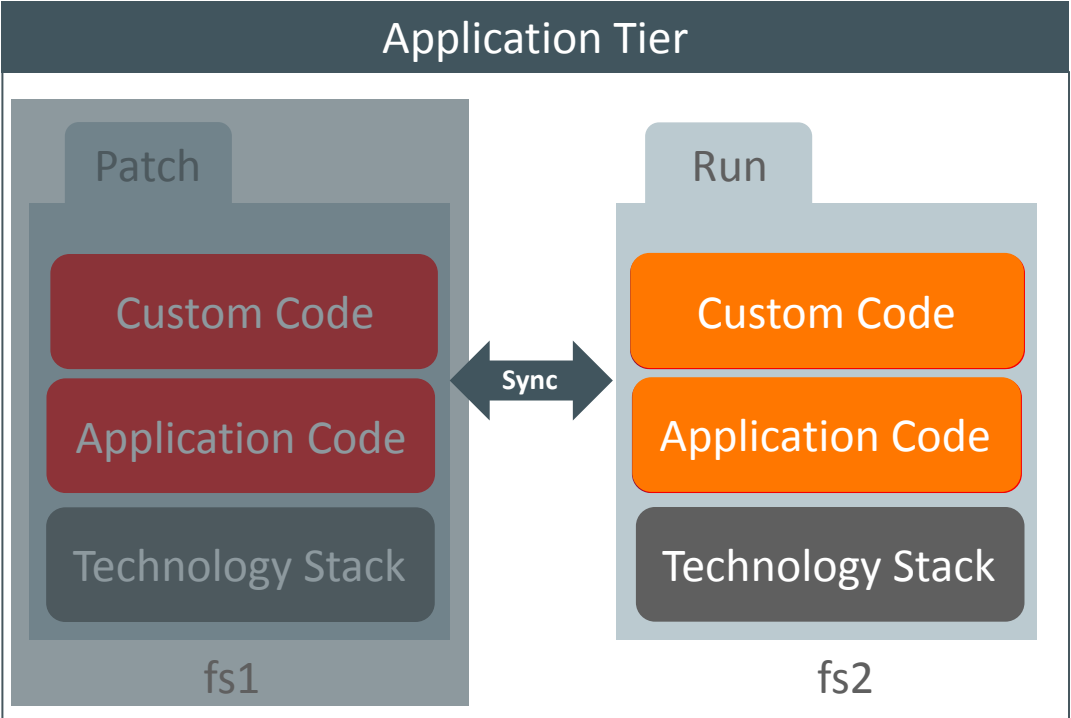 Application Tier
Patch
Custom Code
Application Code
Technology Stack
fs1
Sync
Run
Custom Code
Application Code
Technology Stack
fs2